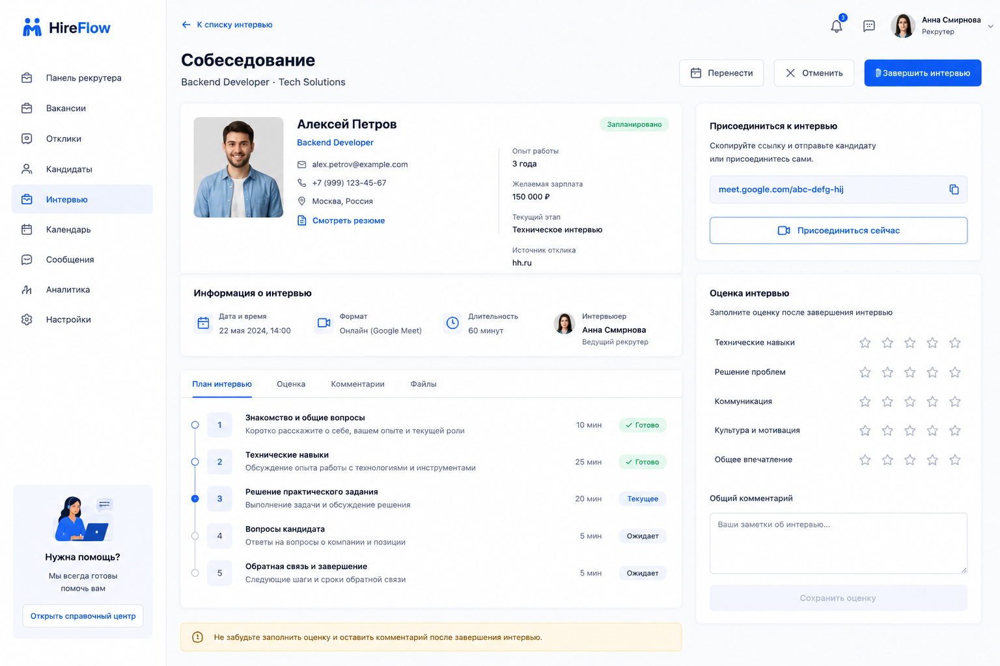 HireFlow
Панель рекрутера
Вакансии
Отклики
Кандидаты
Интервью
Календарь
Сообщения
Аналитика
Настройки
Нужна помощь?
Мы всегда готовы
помочь вам
Открыть справочный центр
К списку интервью
Анна Смирнова
Рекрутер
Собеседование
Backend Developer · Tech Solutions
Перенести
Отменить
Завершить интервью
Алексей Петров
Backend Developer
alex.petrov@example.com
+7 (999) 123-45-67
Москва, Россия
Смотреть резюме
Запланировано
Опыт работы
3 года
Желаемая зарплата
150 000 ₽
Текущий этап
Техническое интервью
Источник отклика
hh.ru
Информация о интервью
Дата и время
22 мая 2024, 14:00
Формат
Онлайн (Google Meet)
Длительность
60 минут
Интервьюер
Анна Сммрнова
Ведущий рекрутер
План интервью
Оценка
Комментарии
Файлы
1
Знакомство и общие вопросы
Коротко расскажите о себе, вашем опыте и текущей роли
10 мин
Готово
2
Технические навыки
Обсуждение опыта работы с технологиями и инструментами
25 мин
Готово
3
Решение практического задания
Выполнение задачи и обсуждение решения
20 мин
Текущее
4
Вопросы кандидата
Ответы на вопросы о компании и позиции
5 мин
Ожидает
5
Обратная связь и завершение
Следующие шаги и сроки обратной связи
5 мин
Ожидает
Не забудьте заполнить оценку и оставить комментарий после завершения интервью.
Присоединиться к интервью
Скопируйте ссылку и отправьте кандидату
или присоединитесь сами.
meet.google.com/abc-defg-hij
Присоединиться сейчас
Оценка интервью
Заполните оценку после завершения интервью
Технические навыки
Решение проблем
Коммуникация
Культура и мотивация
Общее впечатление
Общий комментарий
Ваши заметки об интервью...
Сохранить оценку